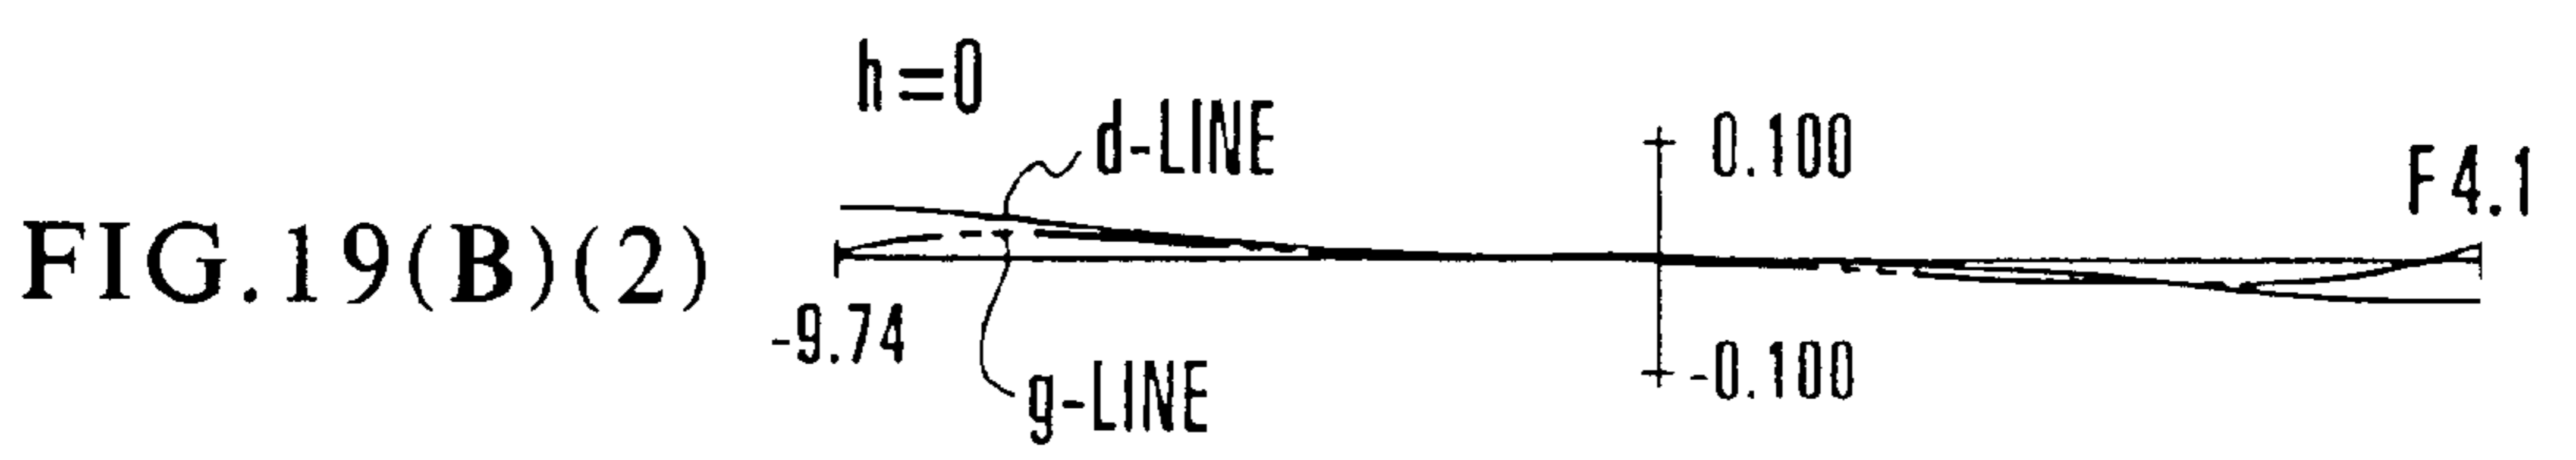 h=0
d-LINE
0.100
F4.1
FIG.19(B)(2)
-9.74
-0.100
g-LINE